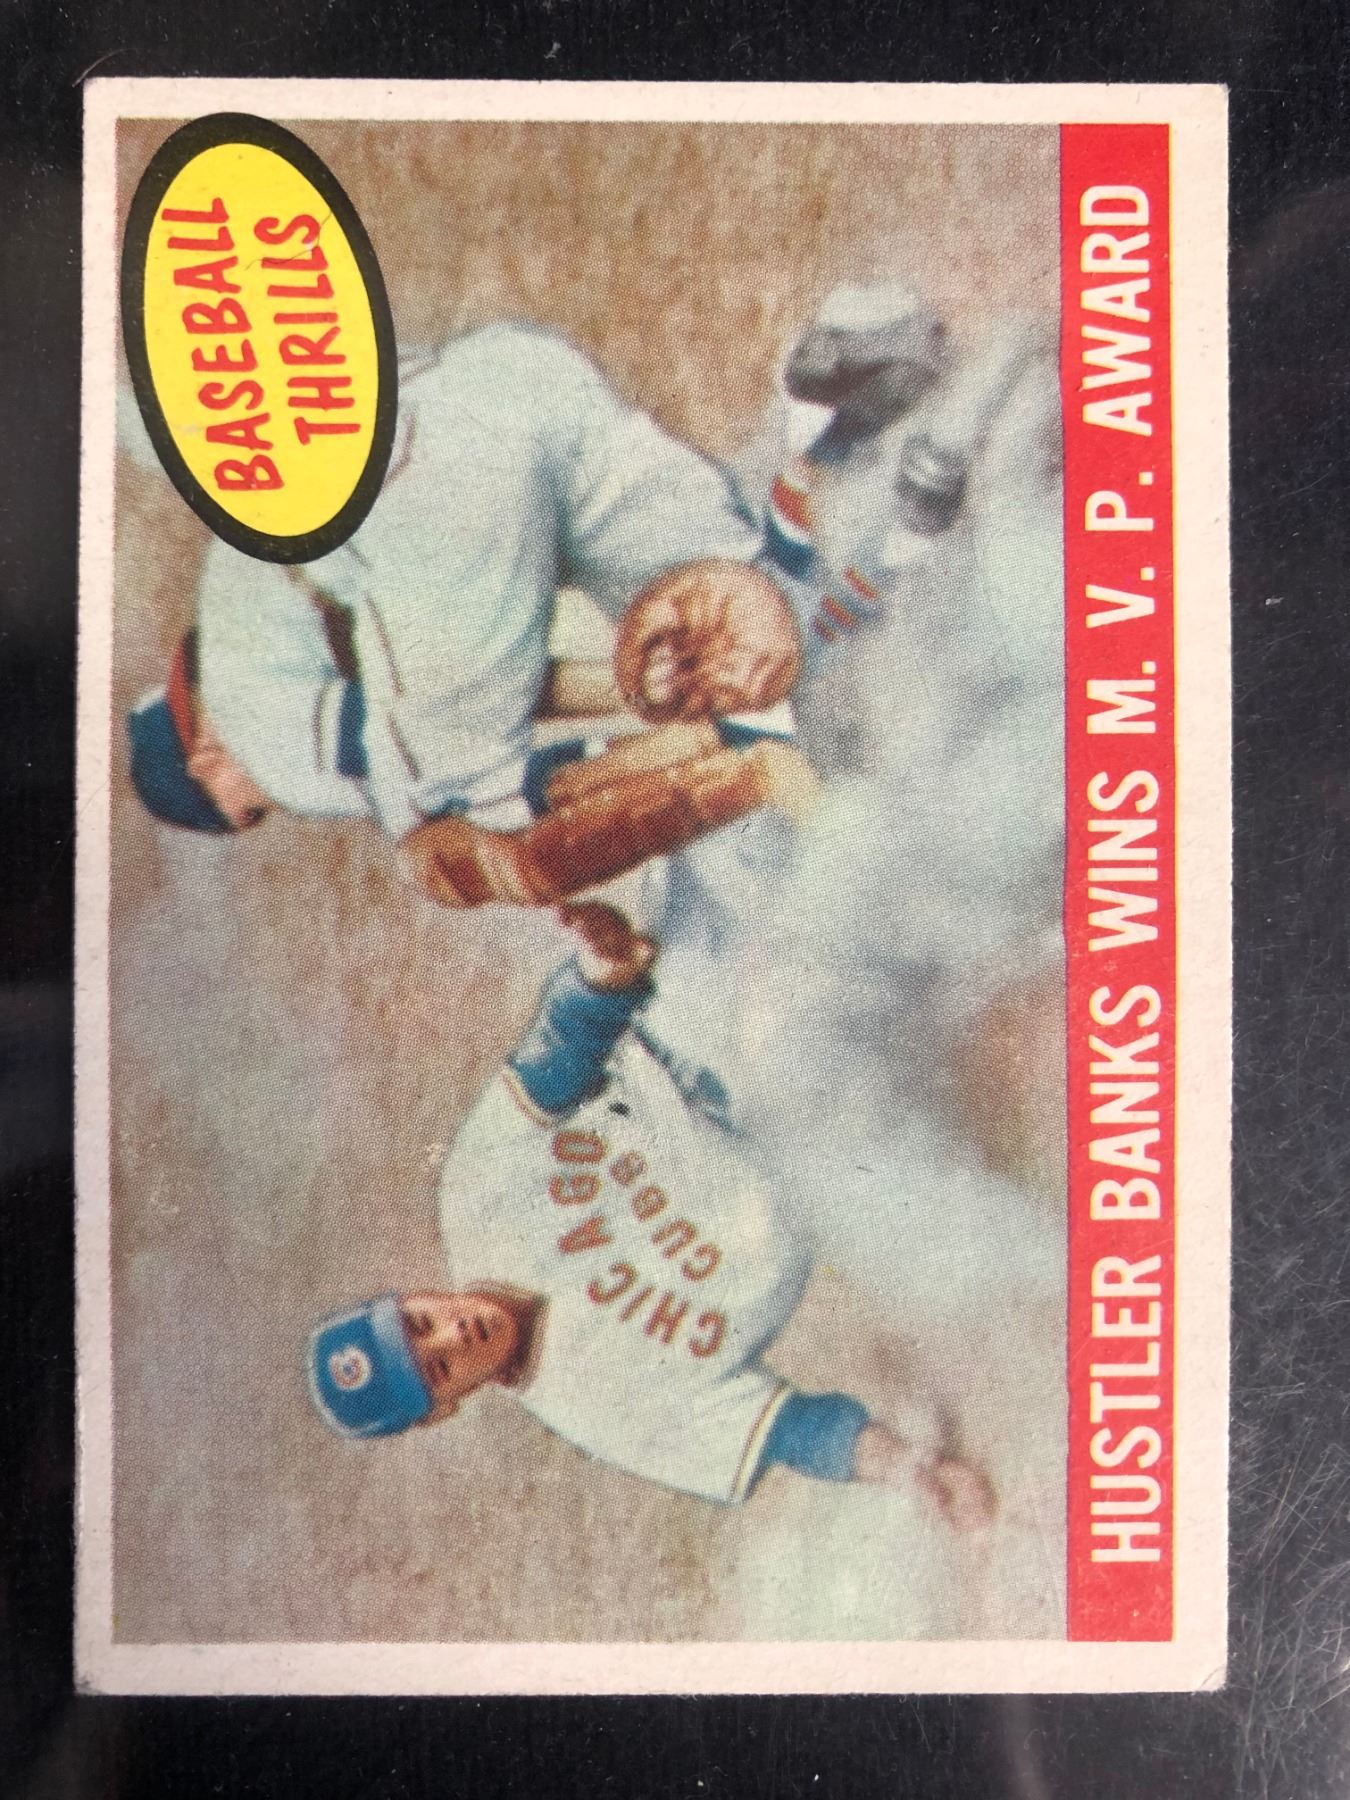 BASEBALL
THRILLS
CHICAGO
CUBS
HUSTLER BANKS WINS M. V. P. AWARD